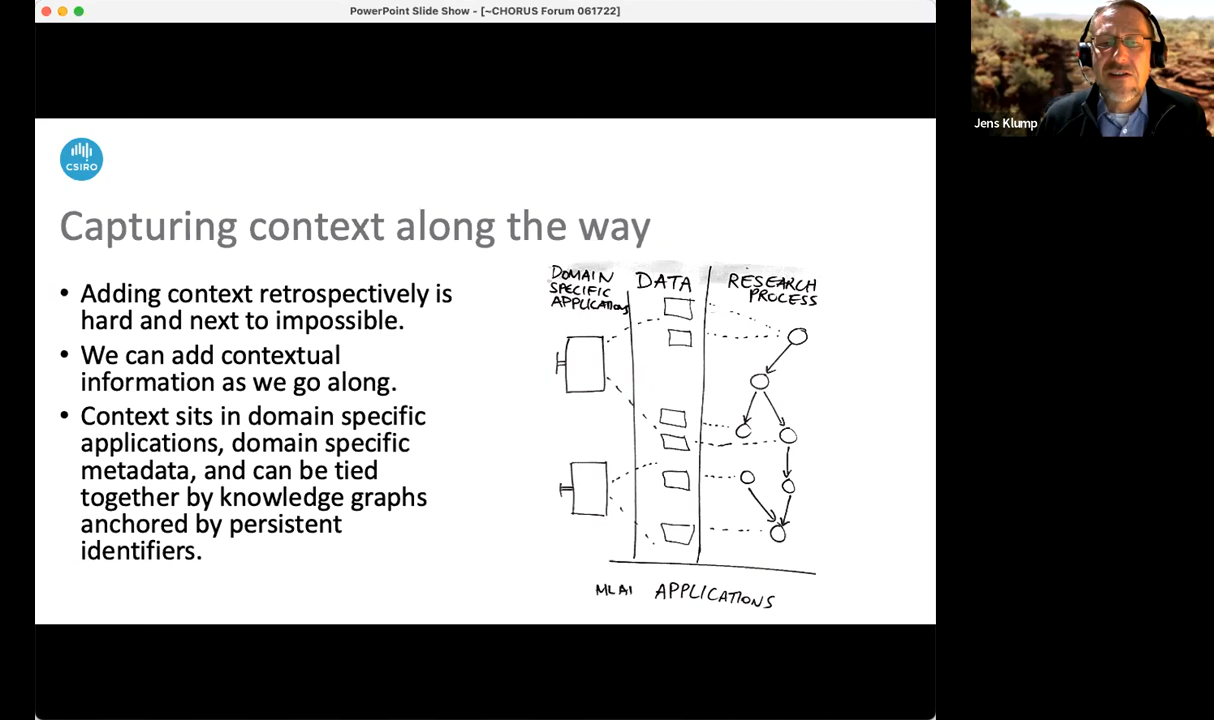 PowerPoint Slide Show - [~CHORUS Forum 061722]
Jens Klump
CSIRO
Capturing context along the way
• Adding context retrospectively is
hard and next to impossible.
• We can add contextual
information as we go along.
• Context sits in domain specific
applications, domain specific
metadata, and can be tied
together by knowledge graphs
anchored by persistent
identifiers.
DOMAIN
SPECIFIC
APPLICATIONS
DATA
RESEARCH
PROCESS
MLAI APPLICATIONS